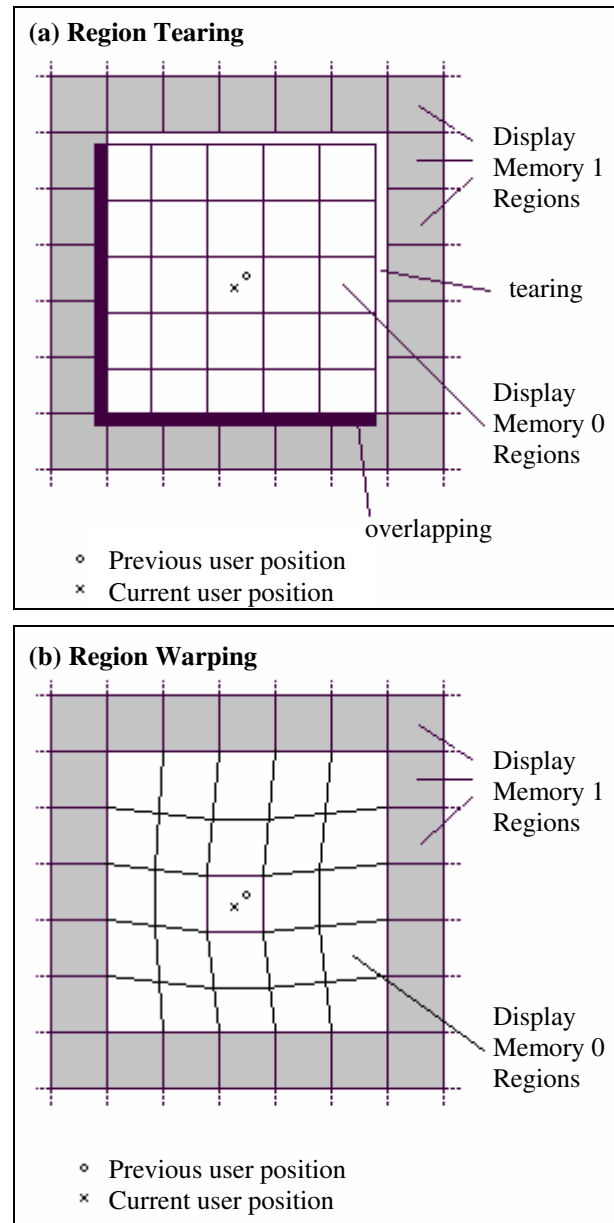 (a) Region Tearing
Display
Memory 1
Regions
tearing
Display
Memory 0
Regions
overlapping
Previous user position
Current user position
(b) Region Warping
Display
Memory 1
Regions
Display
Memory 0
Regions
Previous user position
Current user position